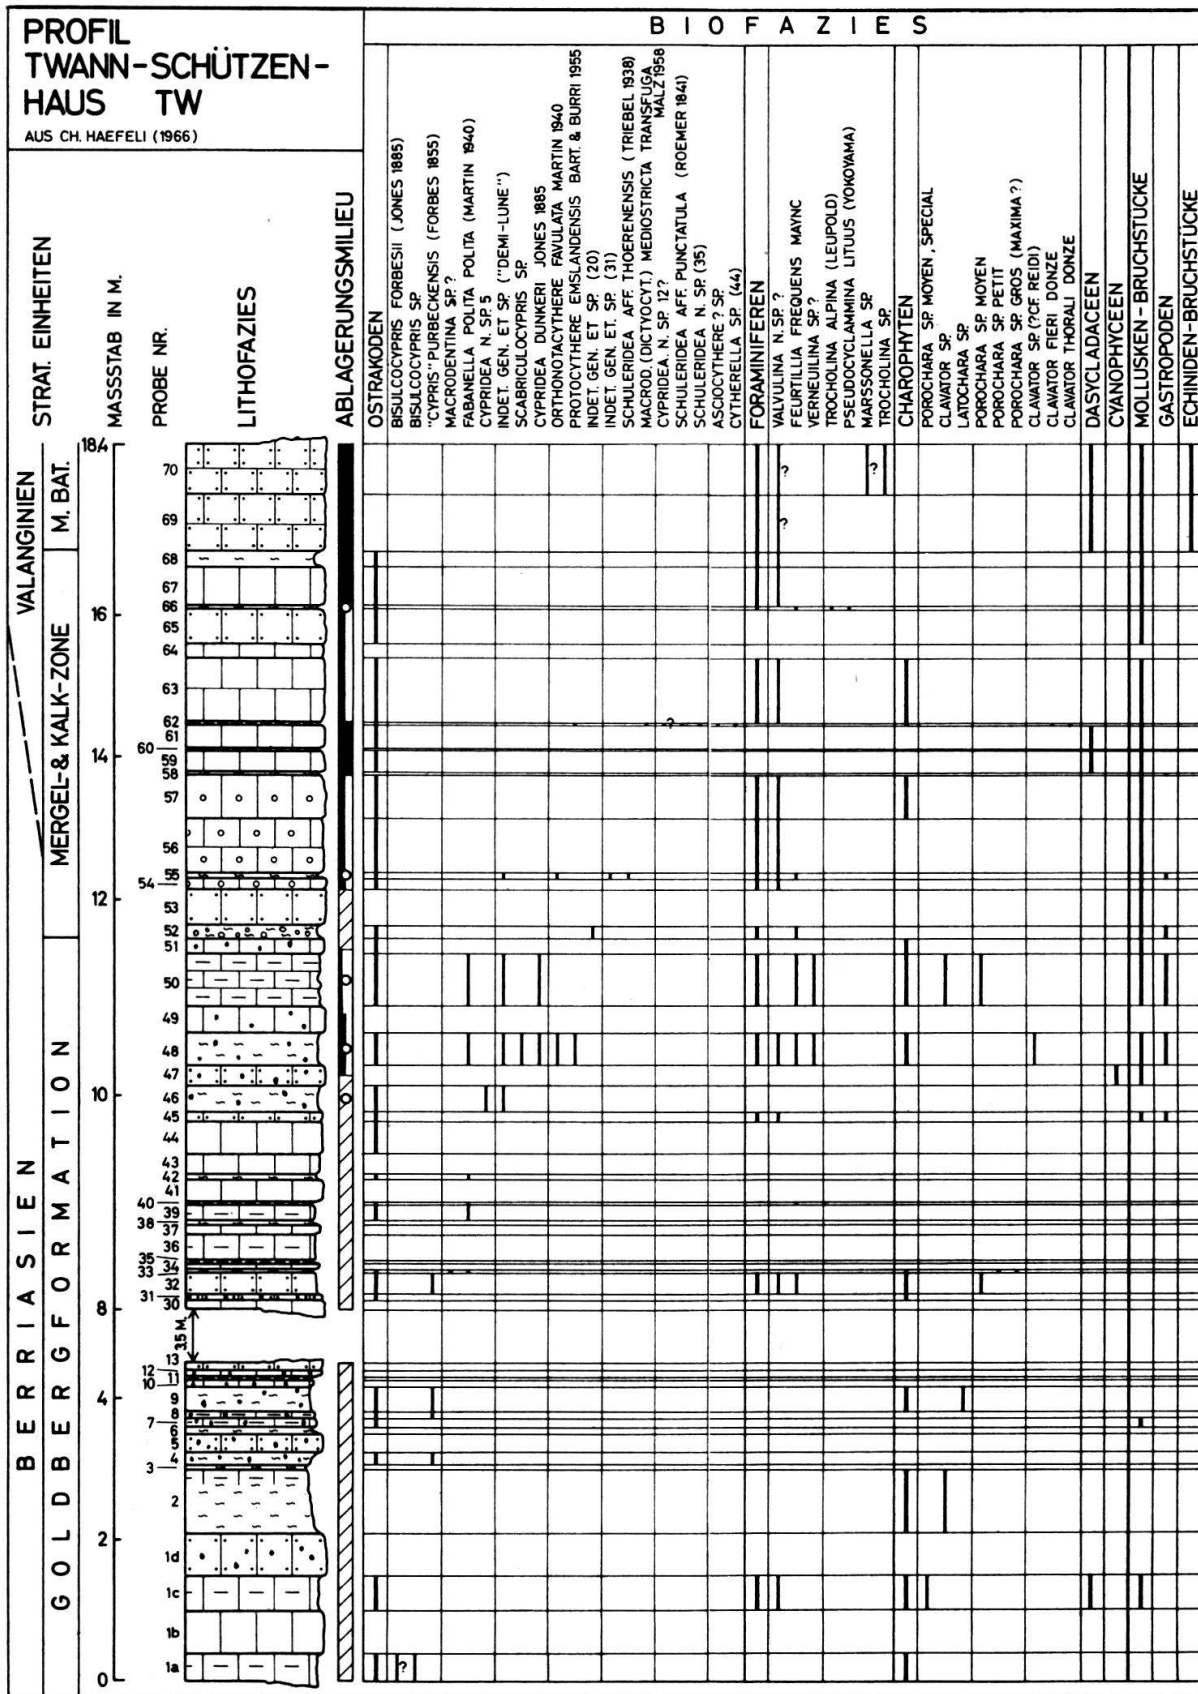 PROFIL
TWANN-SCHÜTZEN-
HAUS TW
AUS CH. HAEFELI (1966)
BIOFAZIES
STRAT. EINHEITEN
MASSSTAB IN M.
PROBE NR.
LITHOFAZIES
ABLAGERUNGSMILIEU
OSTRAKODEN
BISULCOCYPRIS FORBESII (JONES 1885)
BISULCOCYPRIS SP.
"CYPRIS" PURBECKENSIS (FORBES 1855)
MACRODENTINA SP. ?
FABANELLA POLITA POLITA (MARTIN 1940)
CYPRIDEA N. SP. 5
INDET. GEN. ET SP. ("DEMI-LUNE")
SCABRICULOCYPRIS SP.
CYPRIDEA DUNKERI JONES 1885
ORTHONOTACYTHERE FAVULATA MARTIN 1940
PROTOCYTHERE EMSLANDENSIS BART. & BURRI 1955
INDET. GEN. ET SP. (20)
INDET. GEN. ET. SP. (31)
SCHULERIDEA AFF. THOERENENSIS (TRIEBEL 1938)
MACROD. (DICTYOCYT.) MEDIOSTRICTA TRANSFUGA
MALZ 1958
CYPRIDEA N. SP. 12 ?
SCHULERIDEA AFF. PUNCTATULA (ROEMER 1841)
SCHULERIDEA N. SP. (35)
ASCIOCYTHERE ? SP.
CYTHERELLA SP. (44)
FORAMINIFEREN
VALVULINA N. SP. ?
FEURTILLIA FREQUENS MAYNC
VERNEUILINA SP. ?
TROCHOLINA ALPINA (LEUPOLD)
PSEUDOCYCLAMMINA LITUUS (YOKOYAMA)
MARSSONELLA SP.
TROCHOLINA SP.
CHAROPHYTEN
POROCHARA SP. MOYEN, SPECIAL
CLAVATOR SP.
LATOCHARA SP.
POROCHARA SP. MOYEN
POROCHARA SP. PETIT
POROCHARA SP. GROS (MAXIMA ?)
CLAVATOR SP. (?CF. REIDI)
CLAVATOR FIERI DONZE
CLAVATOR THORALI DONZE
DASYCLADACEEN
CYANOPHYCEEN
MOLLUSKEN-BRUCHSTÜCKE
GASTROPODEN
ECHINIDEN-BRUCHSTÜCKE
VALANGINIEN
BERRIASIEN
M. BAT.
MERGEL-& KALK-ZONE
GOLDBERGFORMATION
18.4
16
14
12
10
8
4
2
0
70
69
68
67
66
65
64
63
62
61
60
59
58
57
56
55
54
53
52
51
50
49
48
47
46
45
44
43
42
41
40
39
38
37
36
35
34
33
32
31
30
3.5 M.
13
12
11
10
9
8
7
6
5
4
3
2
1d
1c
1b
1a
?
?
?
?
?